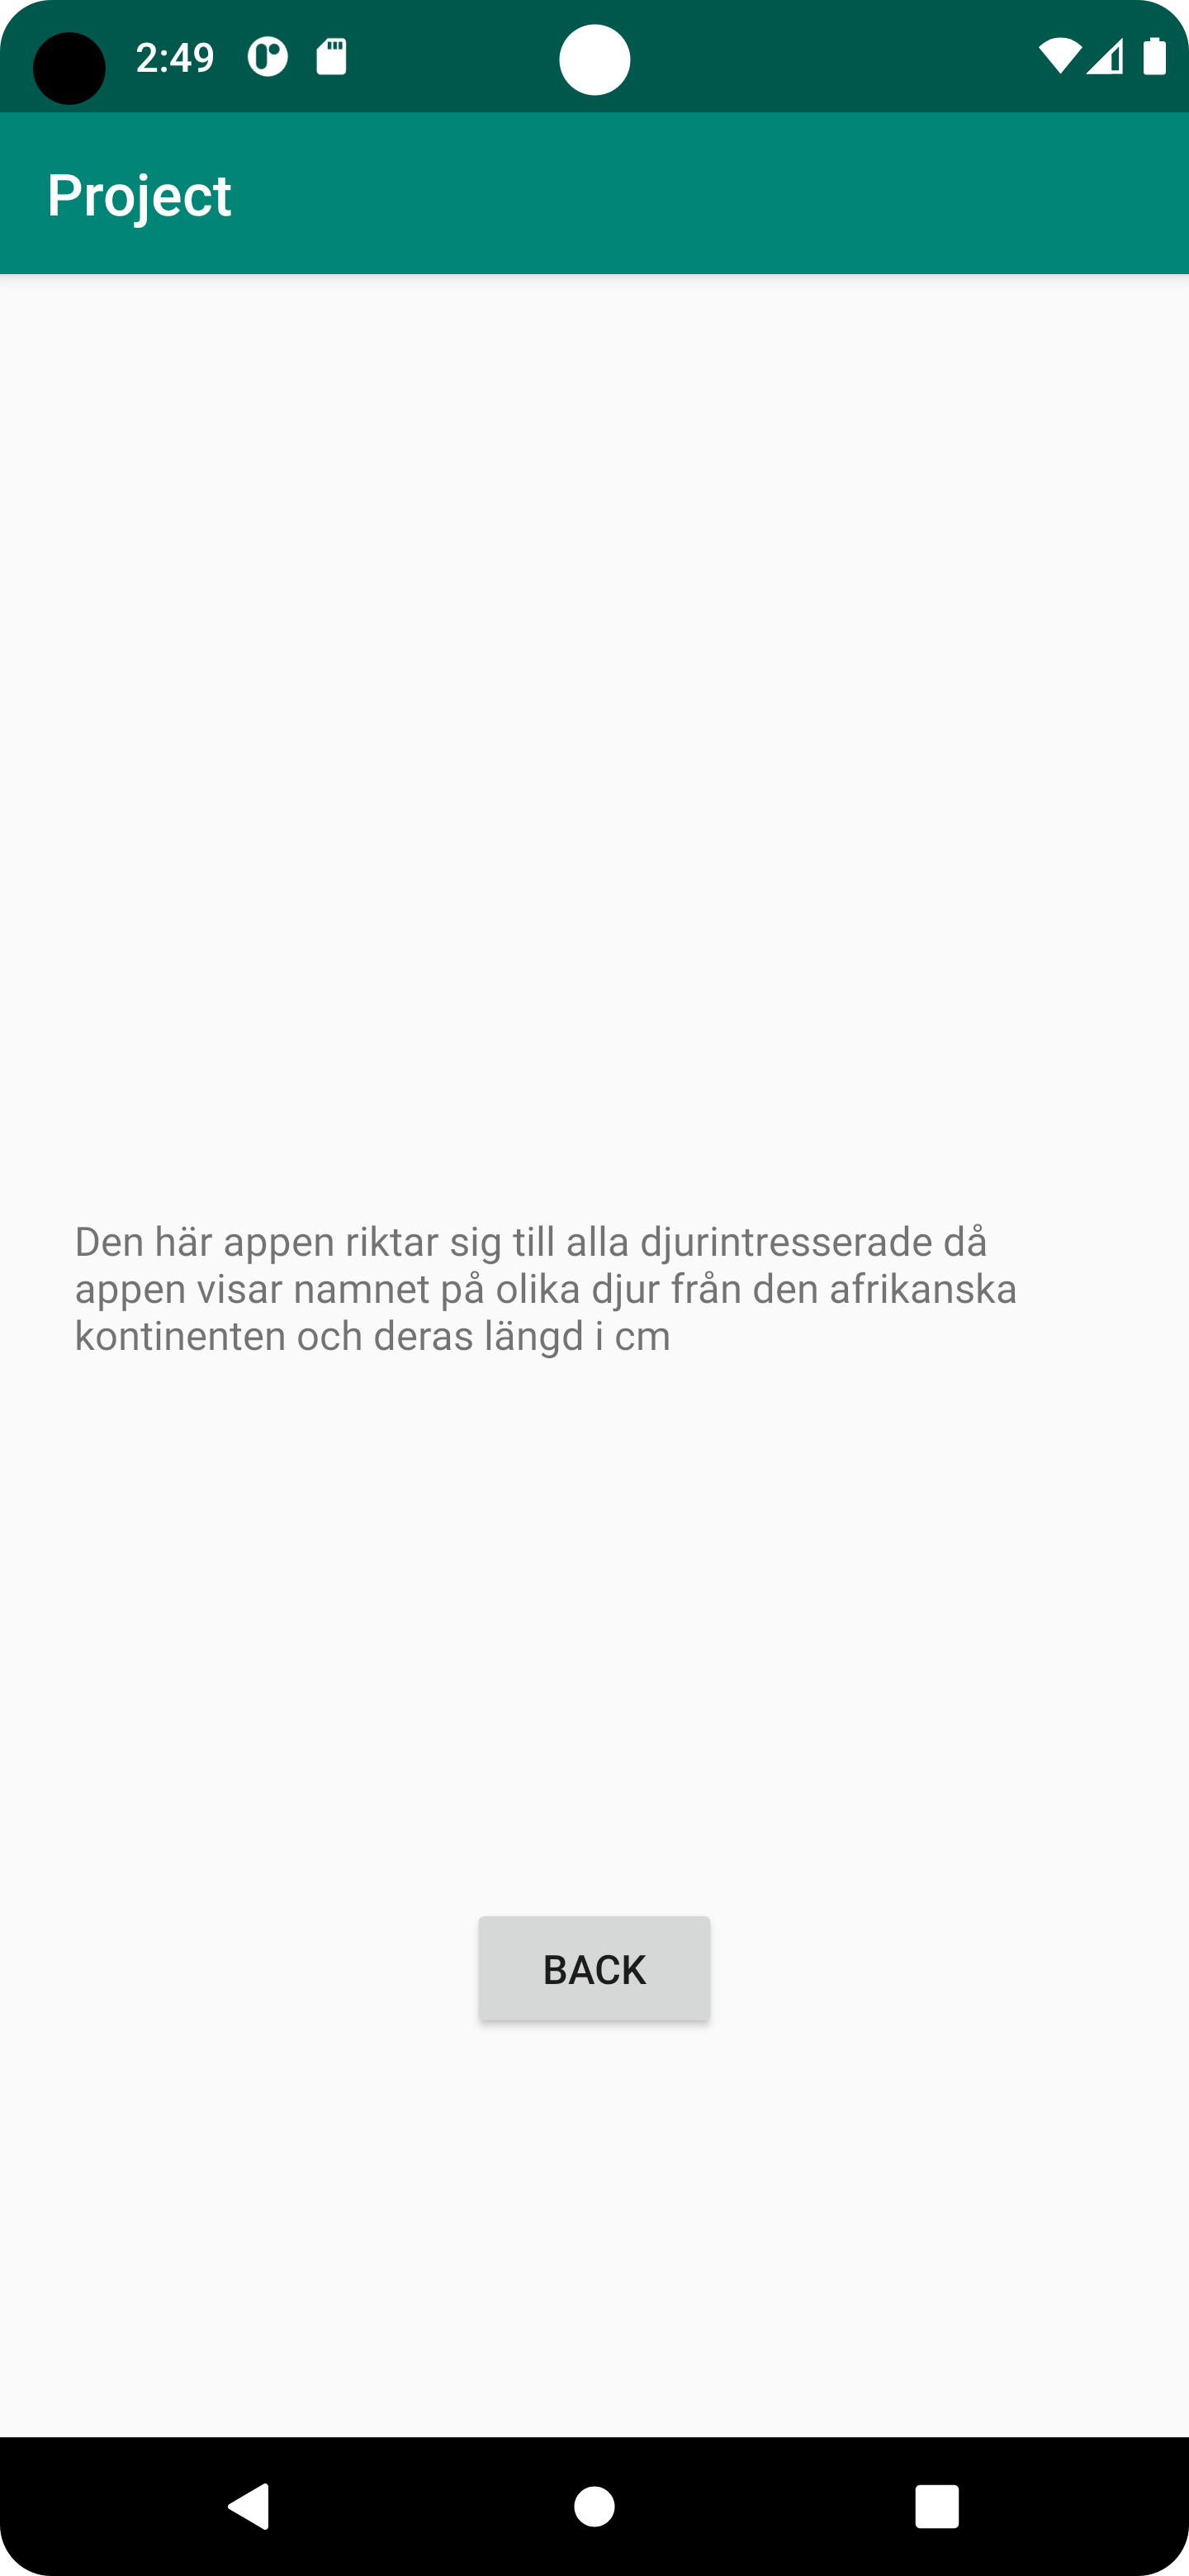 2:49
Project
Den här appen riktar sig till alla djurintresserade då
appen visar namnet på olika djur från den afrikanska
kontinenten och deras längd i cm
BACK